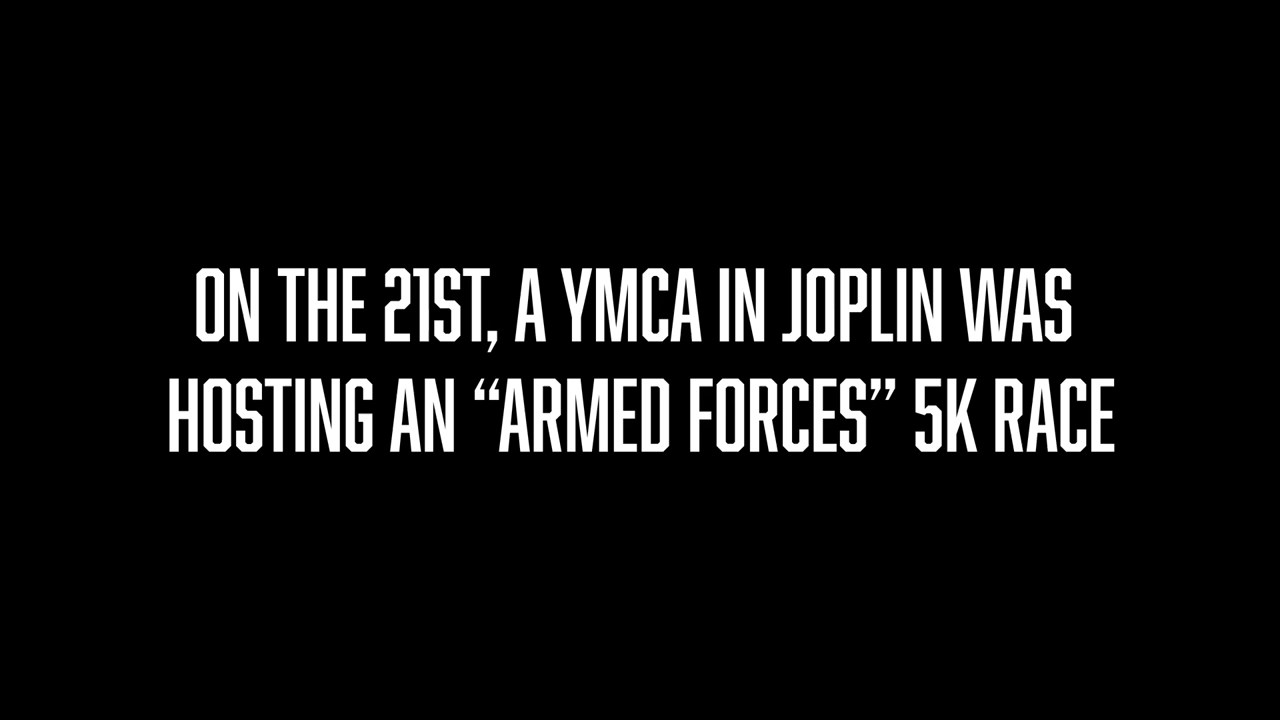 ON THE 21ST, A YMCA IN JOPLIN WAS
HOSTING AN “ARMED FORCES” 5K RACE